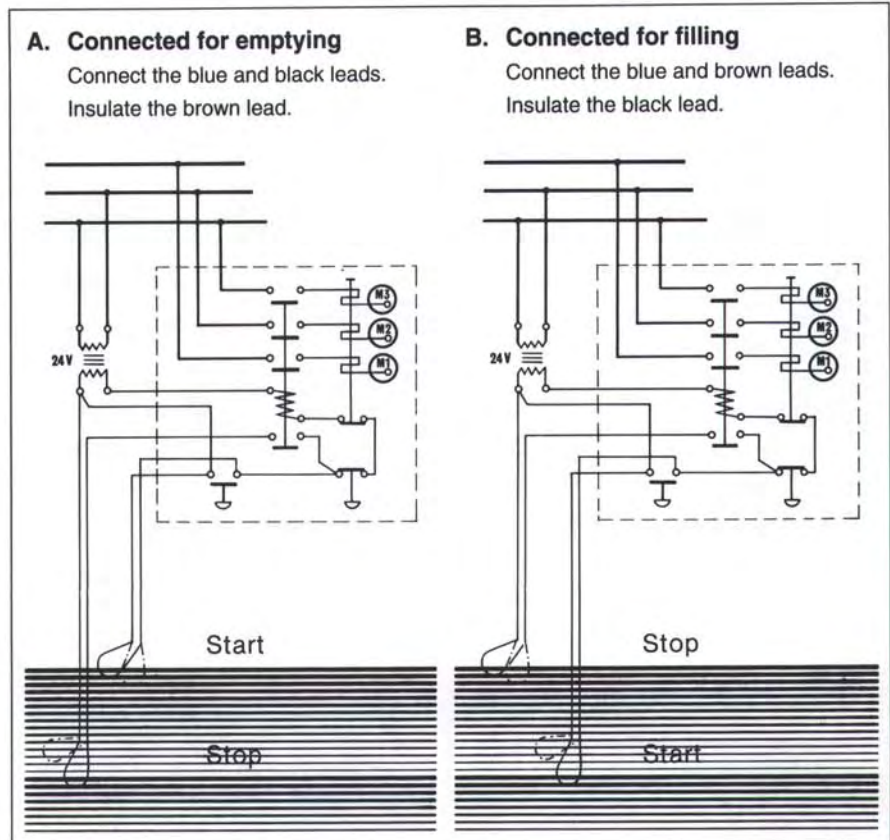 A. Connected for emptying
Connect the blue and black leads.
Insulate the brown lead.
M3
M2
24V
M1
Start
Stop
B. Connected for filling
Connect the blue and brown leads.
Insulate the black lead.
M3
M2
24V
M1
Stop
Start